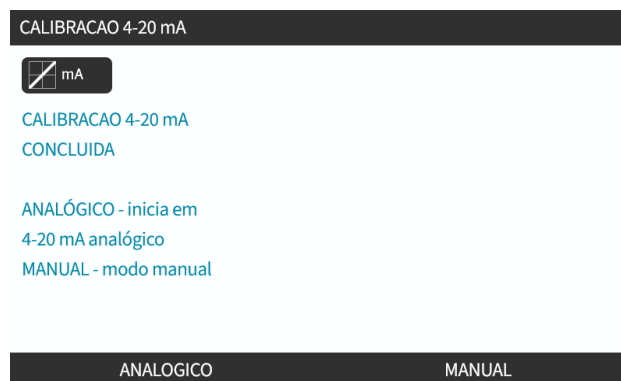 CALIBRACAO 4-20 mA
mA
CALIBRACAO 4-20 mA
CONCLUIDA
ANALÓGICO - inicia em
4-20 mA analógico
MANUAL - modo manual
ANALOGICO MANUAL